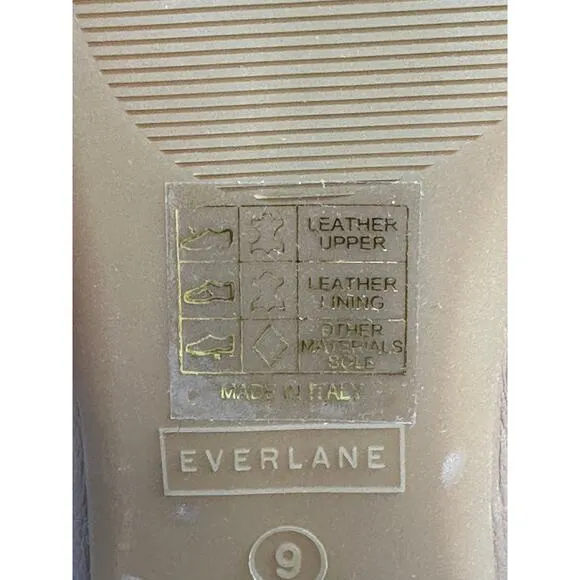 LEATHER
UPPER
LEATHER
LINING
OTHER
MATERIALS
SOLE
MADE IN ITALY
EVERLANE
9